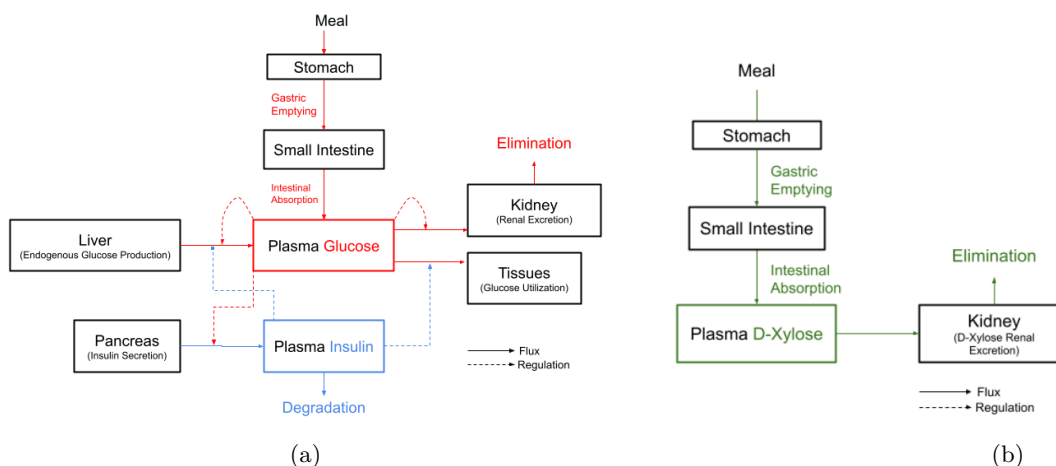 Meal
Stomach
Gastric
Emptying
Small Intestine
Elimination
Intestinal
Absorption
Kidney
(Renal Excretion)
Liver
(Endogenous Glucose Production)
Plasma Glucose
Tissues
(Glucose Utilization)
Pancreas
(Insulin Secretion)
Plasma Insulin
Flux
Regulation
Degradation
(a)
Meal
Stomach
Gastric
Emptying
Small Intestine
Elimination
Intestinal
Absorption
Plasma D-Xylose
Kidney
(D-Xylose Renal
Excretion)
Flux
Regulation
(b)